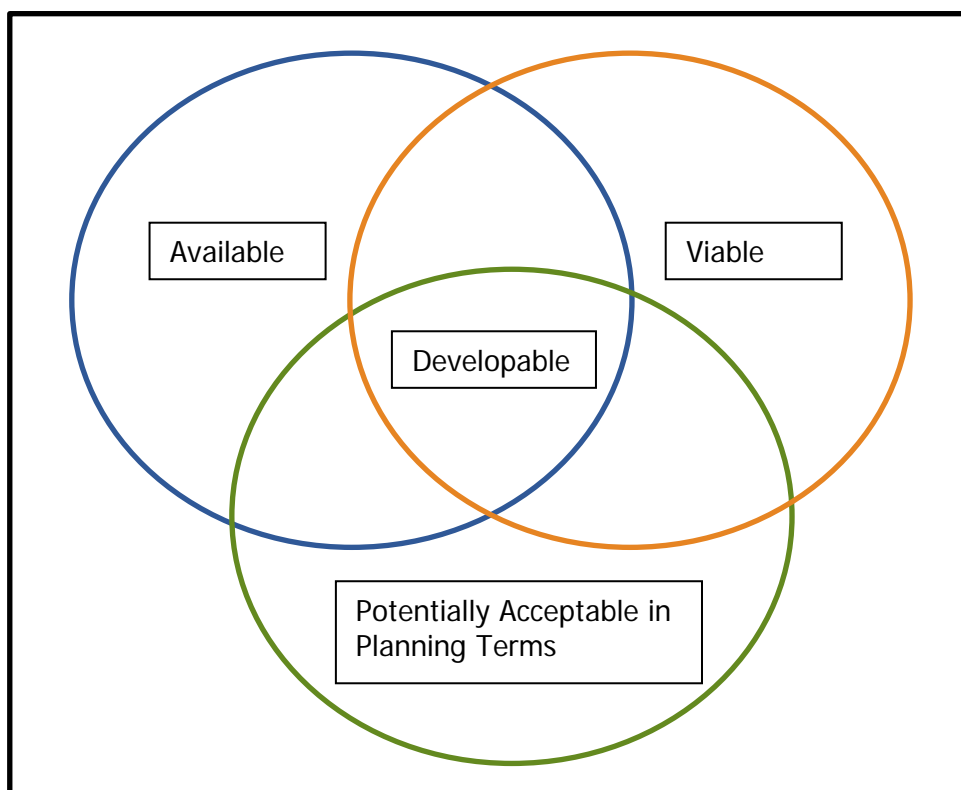 Available
Viable
Developable
Potentially Acceptable in
Planning Terms